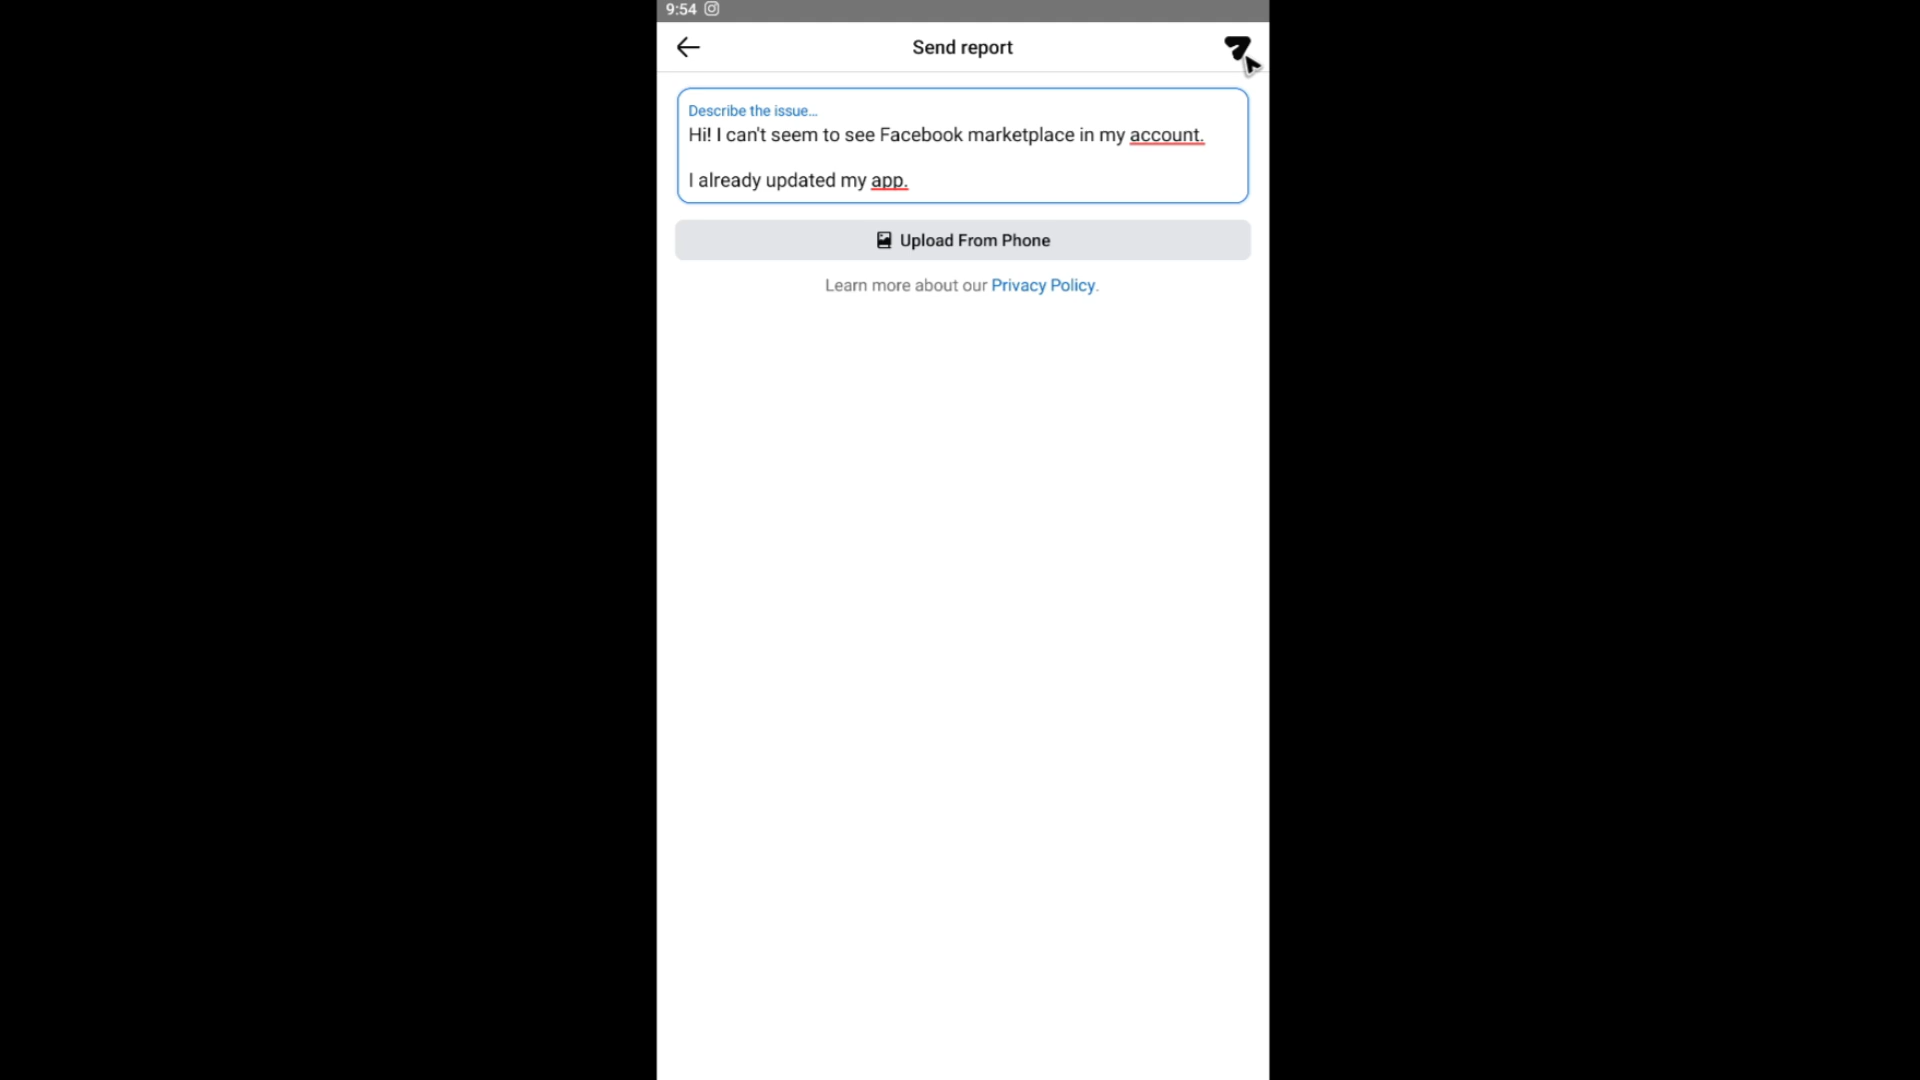 9:54
Send report
Describe the issue...
Hi! I can't seem to see Facebook marketplace in my account.
I already updated my app.
Upload From Phone
Learn more about our Privacy Policy.